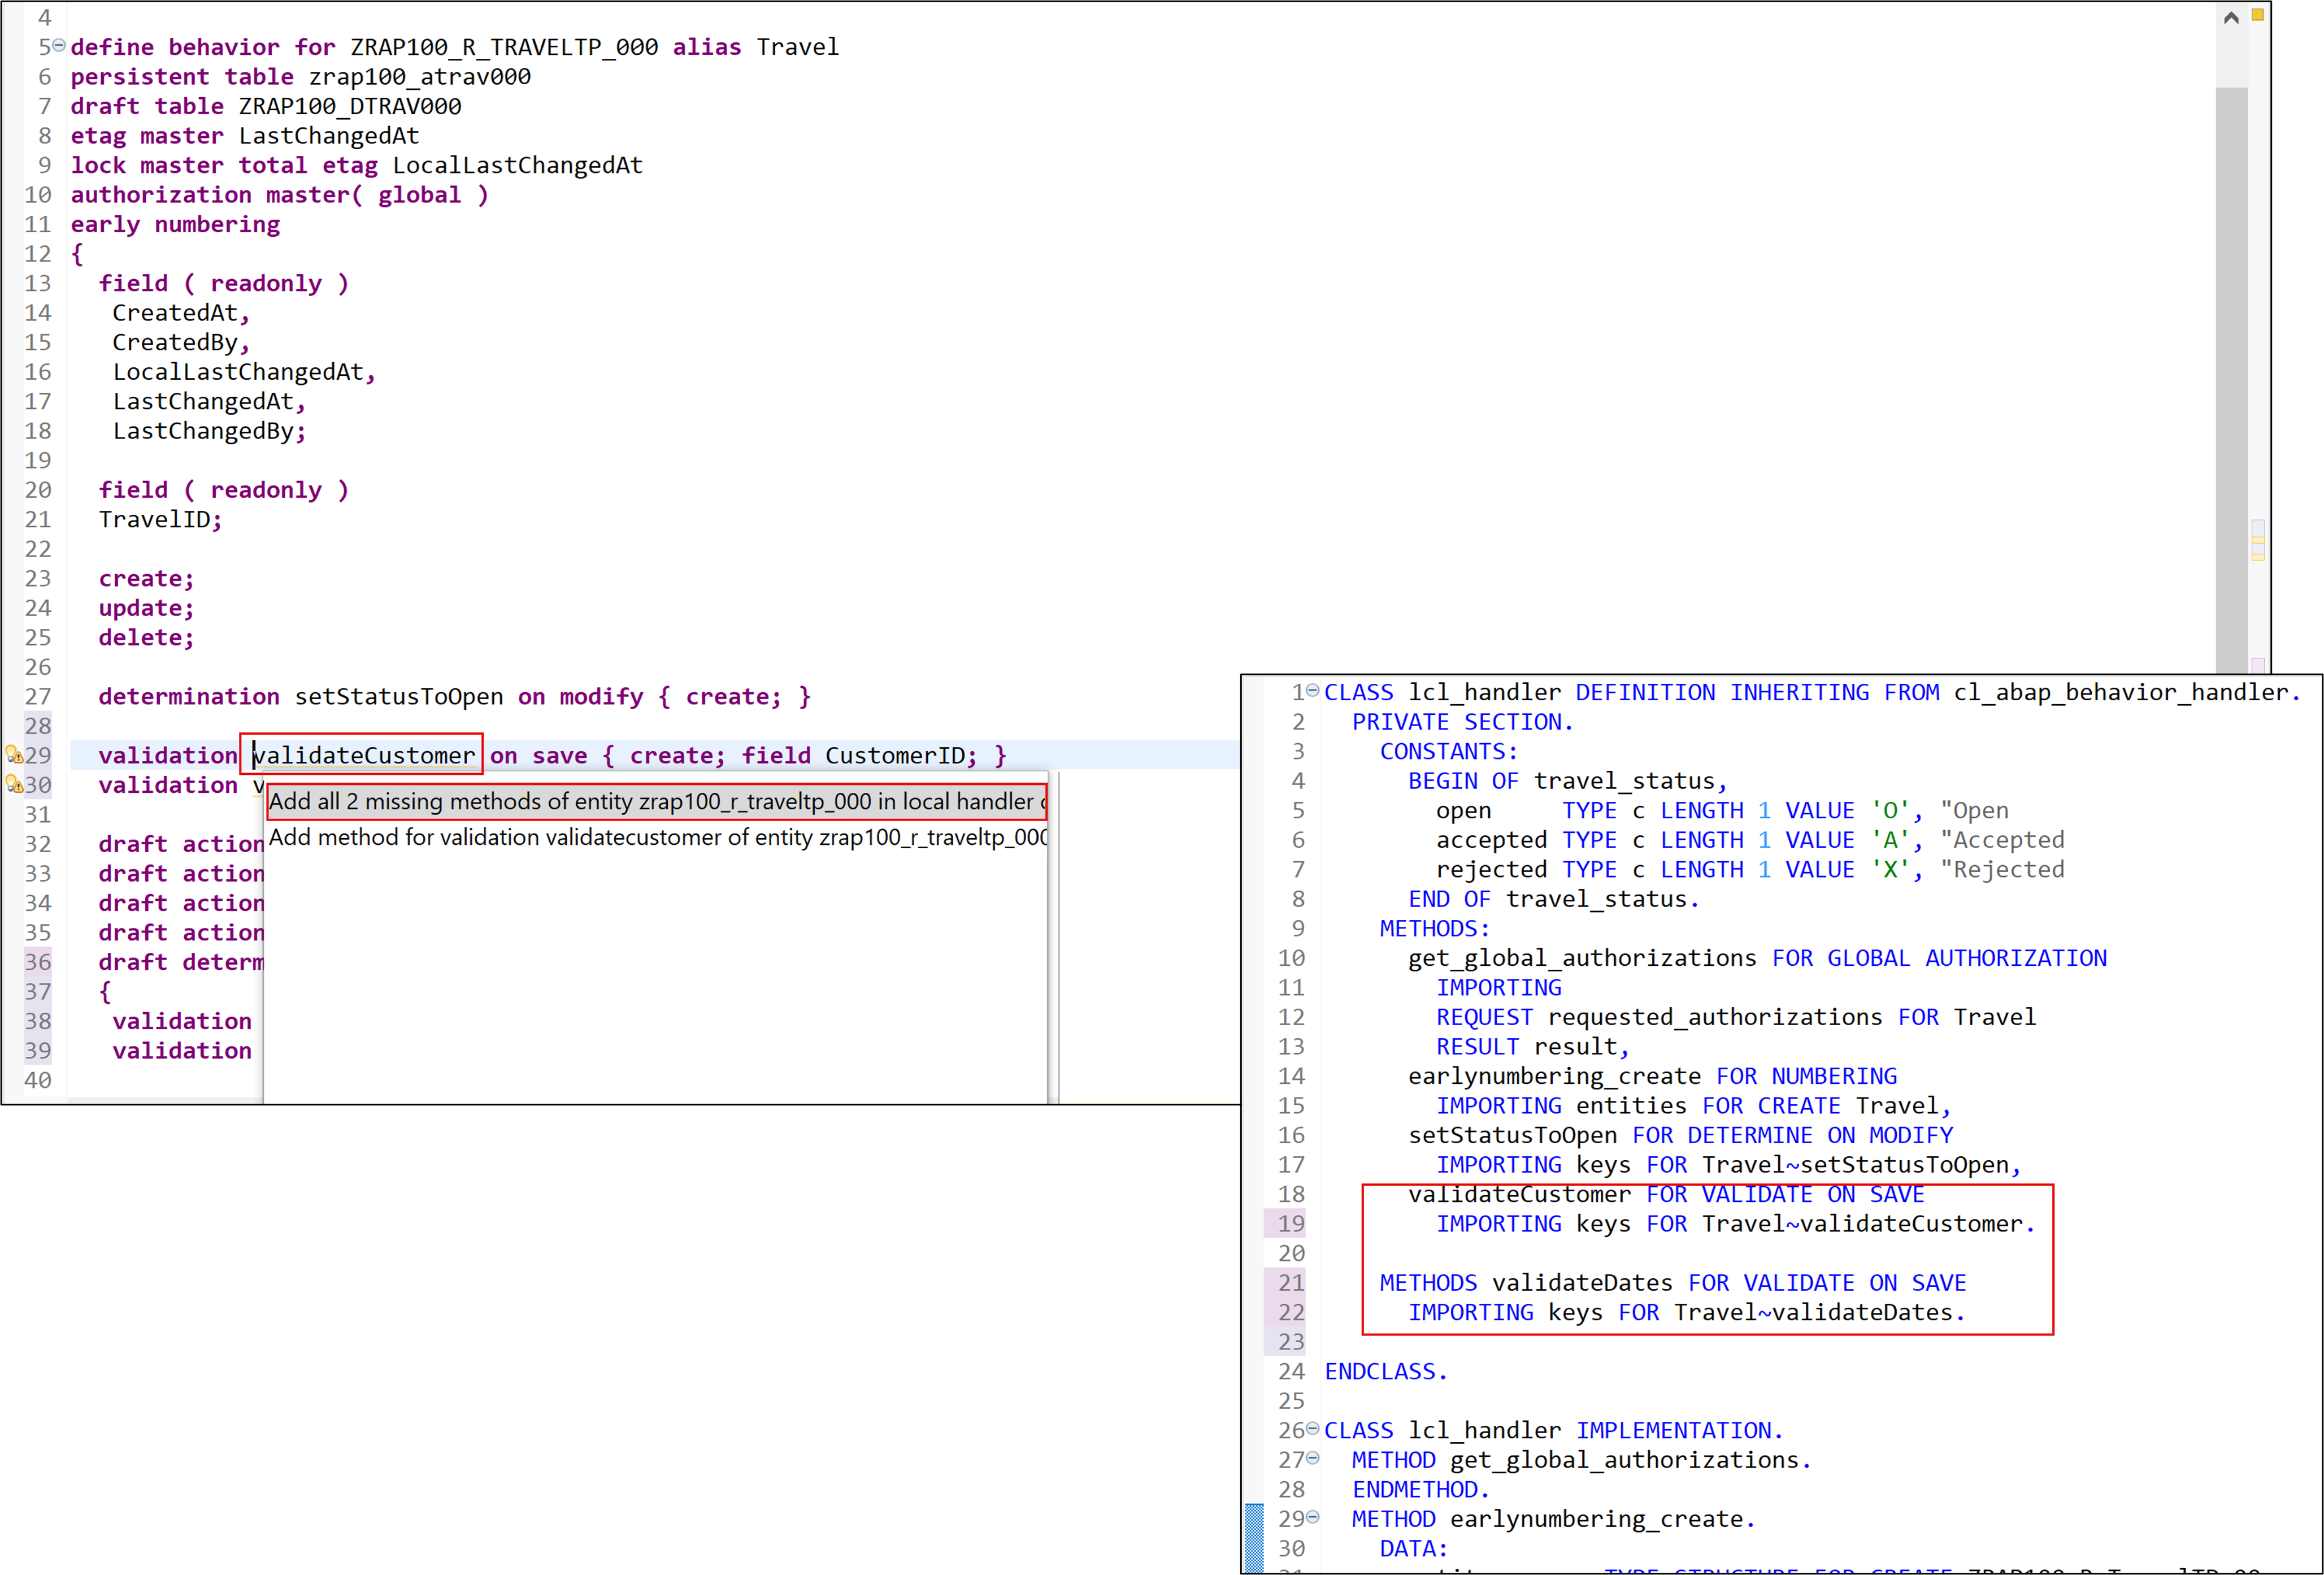 4
5 define behavior for ZRAP100_R_TRAVELTP_000 alias Travel
6 persistent table zrap100_atrav000
7 draft table ZRAP100_DTRAV000
8 etag master LastChangedAt
9 lock master total etag LocalLastChangedAt
10 authorization master( global )
11 early numbering
12 {
13 field ( readonly )
14 CreatedAt,
15 CreatedBy,
16 LocalLastChangedAt,
17 LastChangedAt,
18 LastChangedBy;
19
20 field ( readonly )
21 TravelID;
22
23 create;
24 update;
25 delete;
26
27 determination setStatusToOpen on modify { create; }
28
29 validation validateCustomer on save { create; field CustomerID; }
30 validation v
31
32 draft action
33 draft action
34 draft action
35 draft action
36 draft determ
37 {
38 validation
39 validation
40
Add all 2 missing methods of entity zrap100_r_traveltp_000 in local handler
Add method for validation validatecustomer of entity zrap100_r_traveltp_000
1 CLASS lcl_handler DEFINITION INHERITING FROM cl_abap_behavior_handler.
2 PRIVATE SECTION.
3 CONSTANTS:
4 BEGIN OF travel_status,
5 open TYPE c LENGTH 1 VALUE 'O', "Open
6 accepted TYPE c LENGTH 1 VALUE 'A', "Accepted
7 rejected TYPE c LENGTH 1 VALUE 'X', "Rejected
8 END OF travel_status.
9 METHODS:
10 get_global_authorizations FOR GLOBAL AUTHORIZATION
11 IMPORTING
12 REQUEST requested_authorizations FOR Travel
13 RESULT result,
14 earlynumbering_create FOR NUMBERING
15 IMPORTING entities FOR CREATE Travel,
16 setStatusToOpen FOR DETERMINE ON MODIFY
17 IMPORTING keys FOR Travel~setStatusToOpen,
18 validateCustomer FOR VALIDATE ON SAVE
19 IMPORTING keys FOR Travel~validateCustomer.
20
21 METHODS validateDates FOR VALIDATE ON SAVE
22 IMPORTING keys FOR Travel~validateDates.
23
24 ENDCLASS.
25
26 CLASS lcl_handler IMPLEMENTATION.
27 METHOD get_global_authorizations.
28 ENDMETHOD.
29 METHOD earlynumbering_create.
30 DATA: